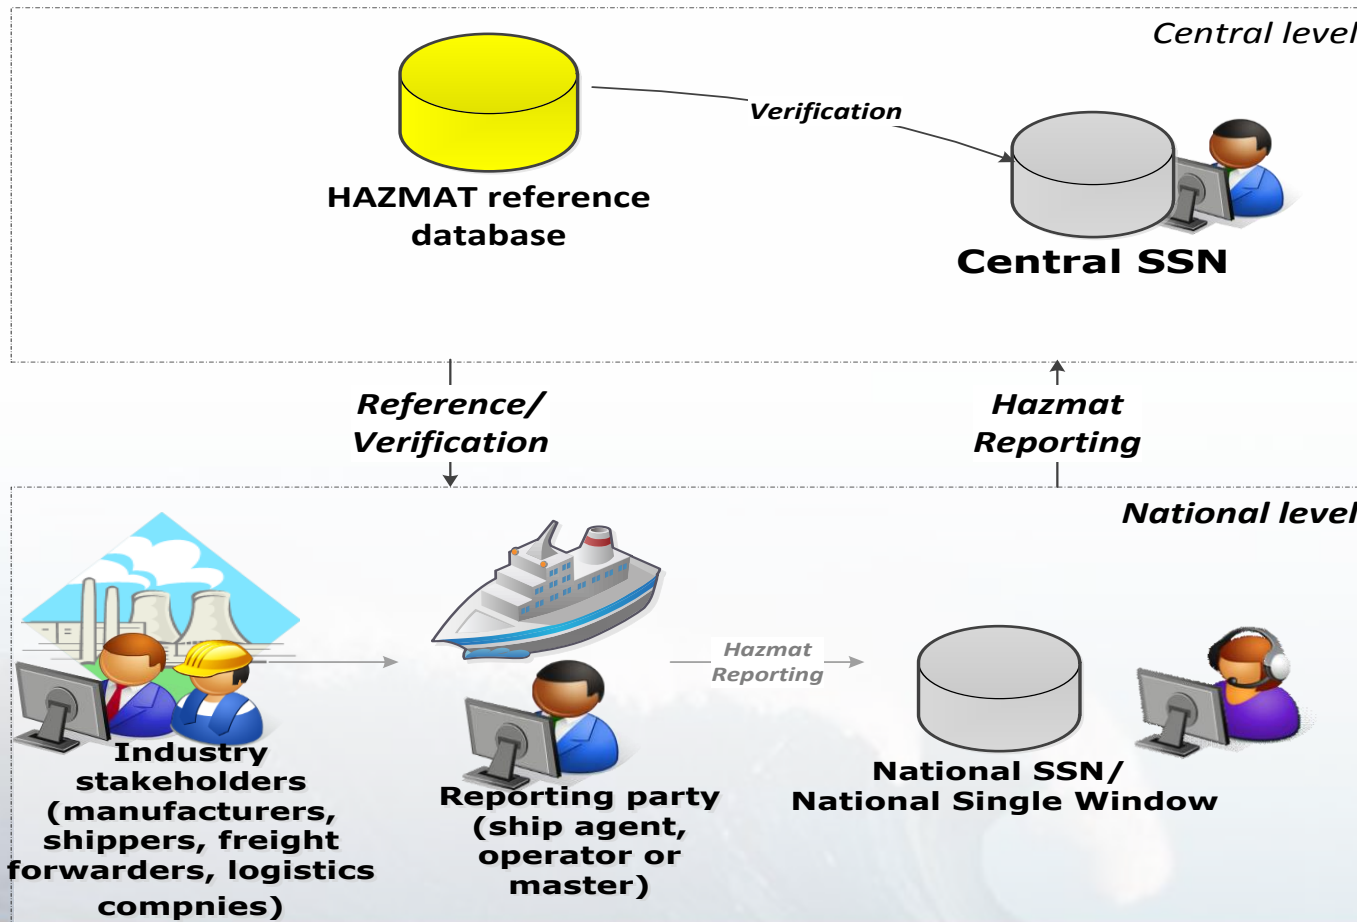 Central level
Verification
HAZMAT reference
database
Central SSN
Reference/
Verification
Hazmat
Reporting
National level
Hazmat
Reporting
Industry
stakeholders
(manufacturers,
shippers, freight
forwarders, logistics
compnies)
Reporting party
(ship agent,
operator or
master)
National SSN/
National Single Window